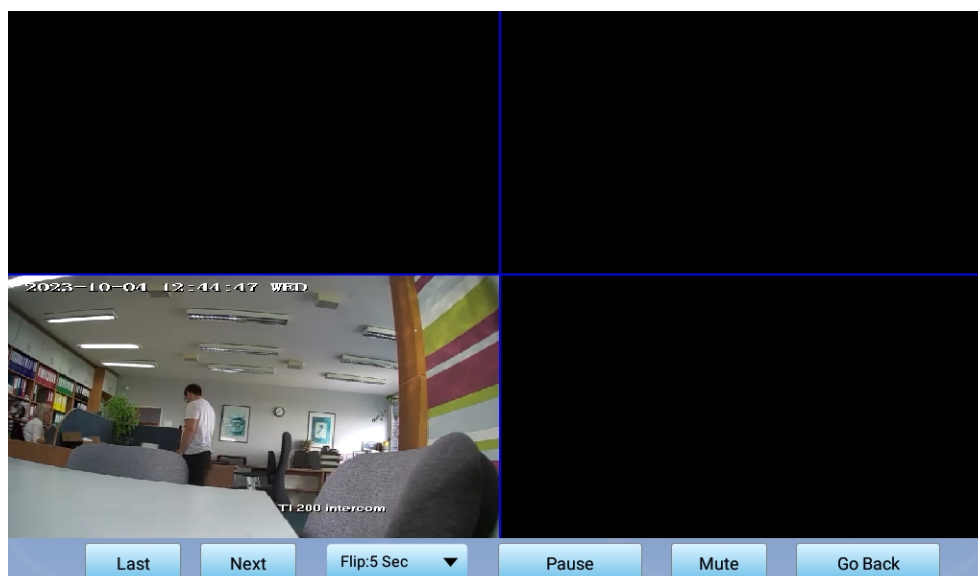 2023-10-04 12:44:47 WED
TI 200 intercom
Last Next Flip:5 Sec Pause Mute Go Back